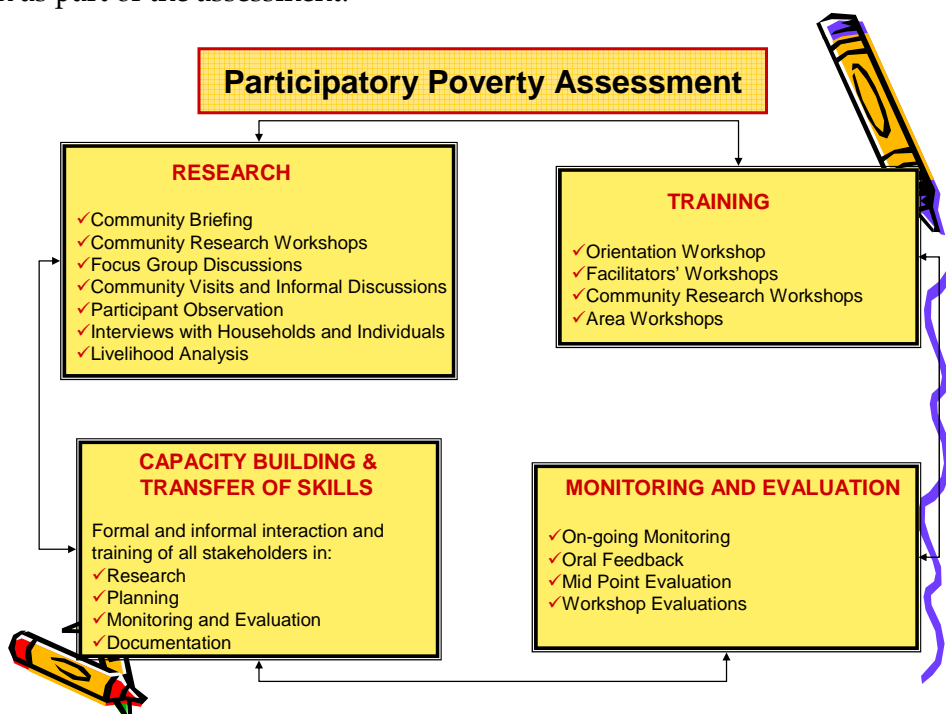 as part of the assessment.
Participatory Poverty Assessment
RESEARCH
✓Community Briefing
✓Community Research Workshops
✓Focus Group Discussions
✓Community Visits and Informal Discussions
✓Participant Observation
✓Interviews with Households and Individuals
✓Livelihood Analysis
TRAINING
✓Orientation Workshop
✓Facilitators’ Workshops
✓Community Research Workshops
✓Area Workshops
CAPACITY BUILDING &
TRANSFER OF SKILLS
Formal and informal interaction and
training of all stakeholders in:
✓Research
✓Planning
✓Monitoring and Evaluation
✓Documentation
MONITORING AND EVALUATION
✓On-going Monitoring
✓Oral Feedback
✓Mid Point Evaluation
✓Workshop Evaluations